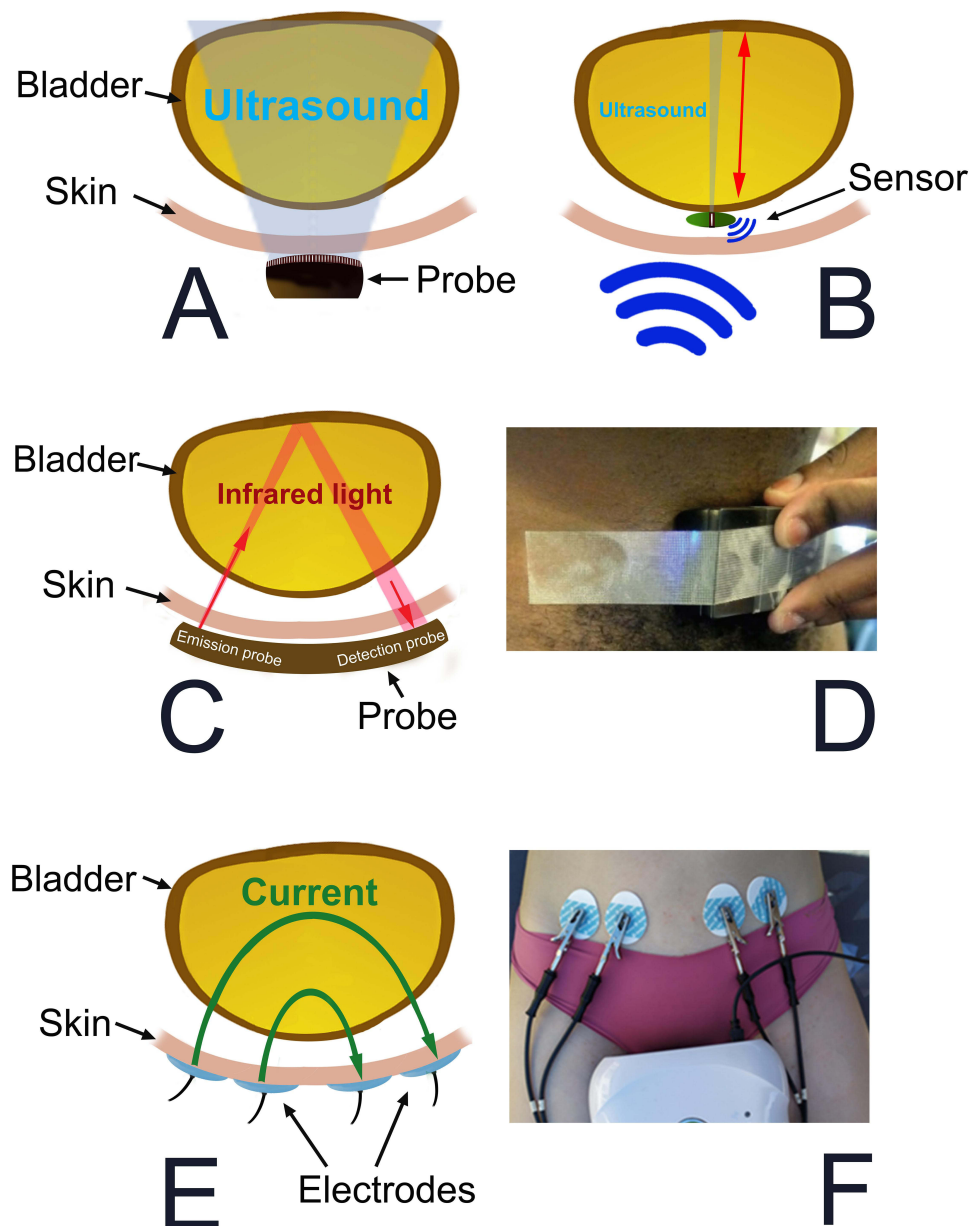 Bladder
Ultrasound
Skin
Probe
A
Ultrasound
Sensor
B
Bladder
Infrared light
Skin
Emission probe
Detection probe
Probe
C
D
Bladder
Current
Skin
Electrodes
E
F